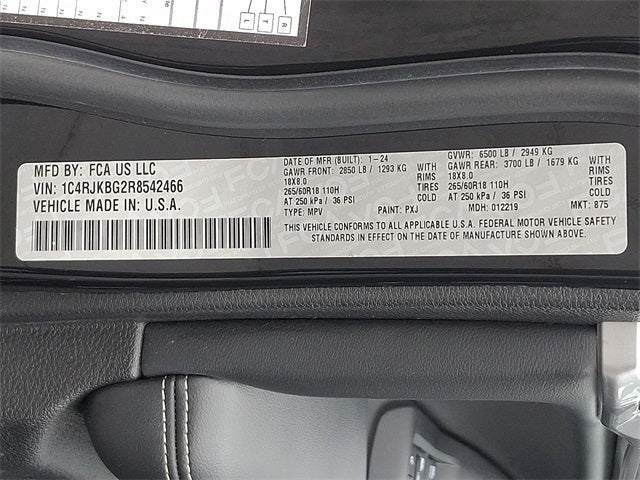 MFD BY: FCA US LLC
VIN: 1C4RJKBG2R8542466
VEHICLE MADE IN: U.S.A.
DATE OF MFR (BUILT): 1-24 GVWR: 6500 LB / 2949 KG
GAWR FRONT: 2850 LB / 1293 KG WITH GAWR REAR: 3700 LB / 1679 KG WITH
18X8.0 RIMS 18X8.0 RIMS
265/60R18 110H TIRES 265/60R18 110H TIRES
AT 250 kPa / 36 PSI COLD AT 250 kPa / 36 PSI COLD
TYPE: MPV PAINT: PXJ MDH: 012219 MKT: 875
THIS VEHICLE CONFORMS TO ALL APPLICABLE U.S.A. FEDERAL MOTOR VEHICLE SAFETY
STANDARDS IN EFFECT ON THE DATE OF MANUFACTURE SHOWN ABOVE.